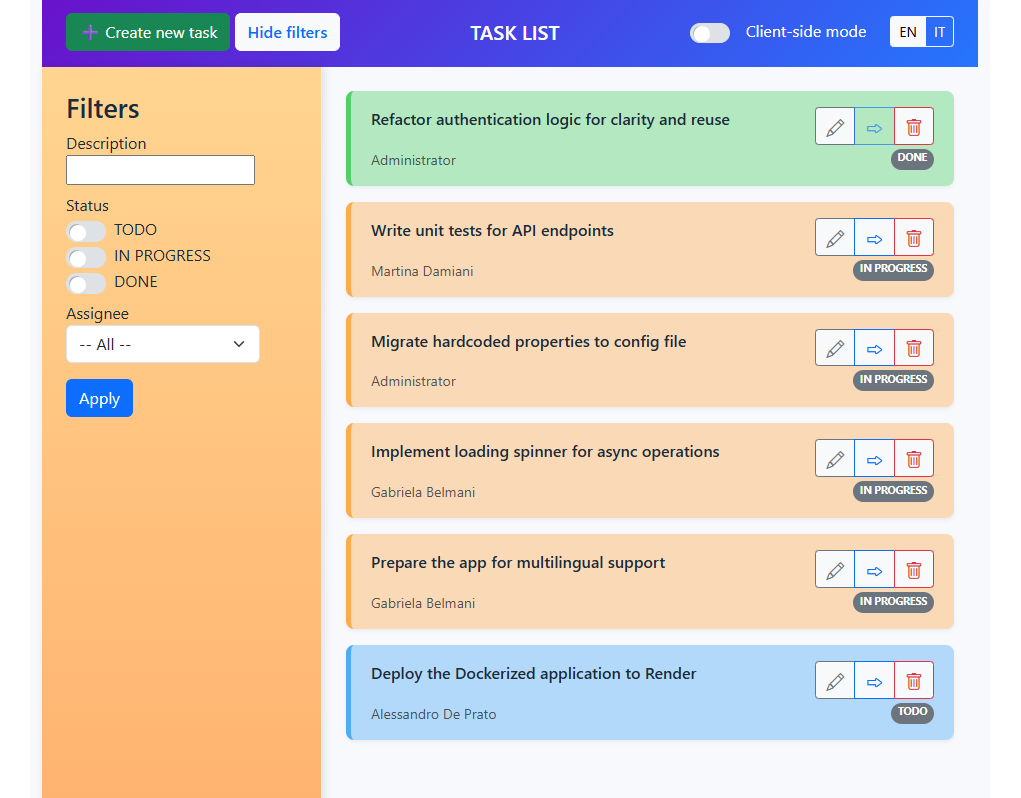 Create new task
Hide filters
TASK LIST
Client-side mode
EN
IT
Filters
Description
Status
TODO
IN PROGRESS
DONE
Assignee
-- All --
Apply
Refactor authentication logic for clarity and reuse
Administrator
DONE
Write unit tests for API endpoints
Martina Damiani
IN PROGRESS
Migrate hardcoded properties to config file
Administrator
IN PROGRESS
Implement loading spinner for async operations
Gabriela Belmani
IN PROGRESS
Prepare the app for multilingual support
Gabriela Belmani
IN PROGRESS
Deploy the Dockerized application to Render
Alessandro De Prato
TODO